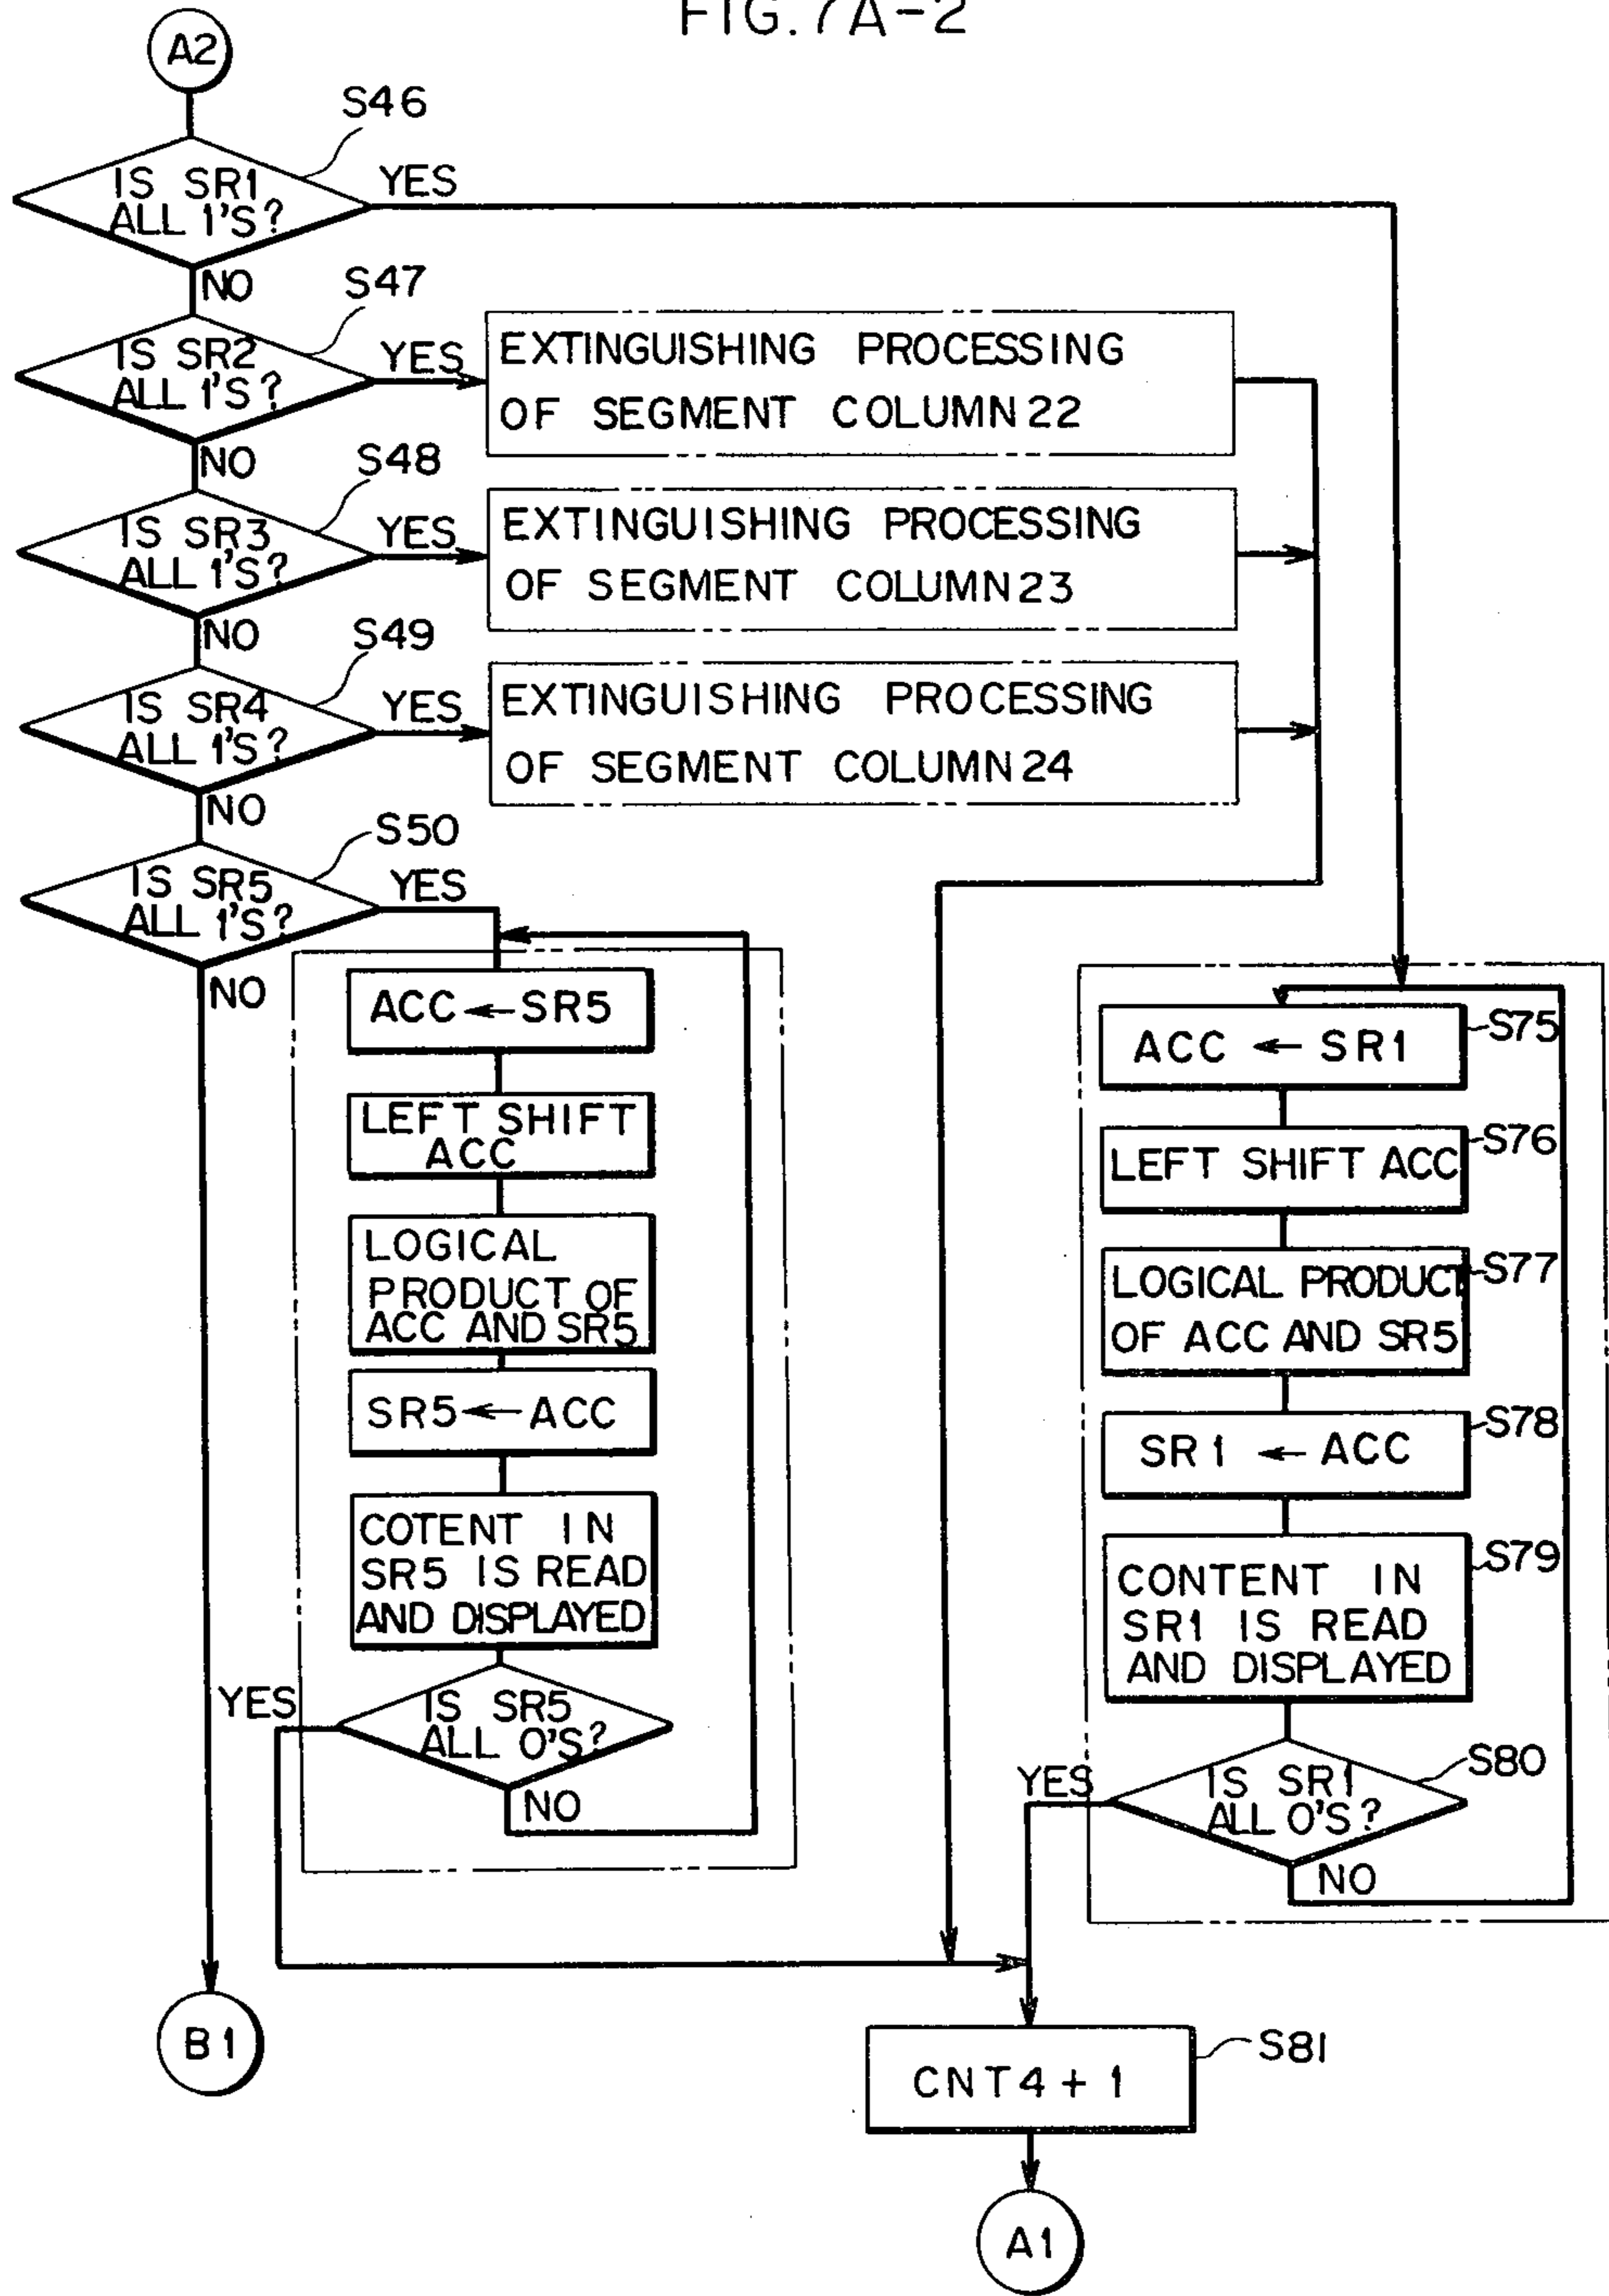 FIG. 7A-2
A2
S46
IS SR1
ALL 1'S?
YES
NO
S47
IS SR2
ALL 1'S?
YES
EXTINGUISHING PROCESSING
OF SEGMENT COLUMN 22
NO
S48
IS SR3
ALL 1'S?
YES
EXTINGUISHING PROCESSING
OF SEGMENT COLUMN 23
NO
S49
IS SR4
ALL 1'S?
YES
EXTINGUISHING PROCESSING
OF SEGMENT COLUMN 24
NO
S50
IS SR5
ALL 1'S?
YES
NO
ACC ← SR5
LEFT SHIFT
ACC
LOGICAL
PRODUCT OF
ACC AND SR5
SR5 ← ACC
COTENT IN
SR5 IS READ
AND DISPLAYED
YES
IS SR5
ALL 0'S?
NO
ACC ← SR1
S75
LEFT SHIFT ACC
S76
LOGICAL PRODUCT
OF ACC AND SR5
S77
SR1 ← ACC
S78
CONTENT IN
SR1 IS READ
AND DISPLAYED
S79
YES
IS SR1
ALL 0'S?
S80
NO
B1
CNT4 + 1
S81
A1